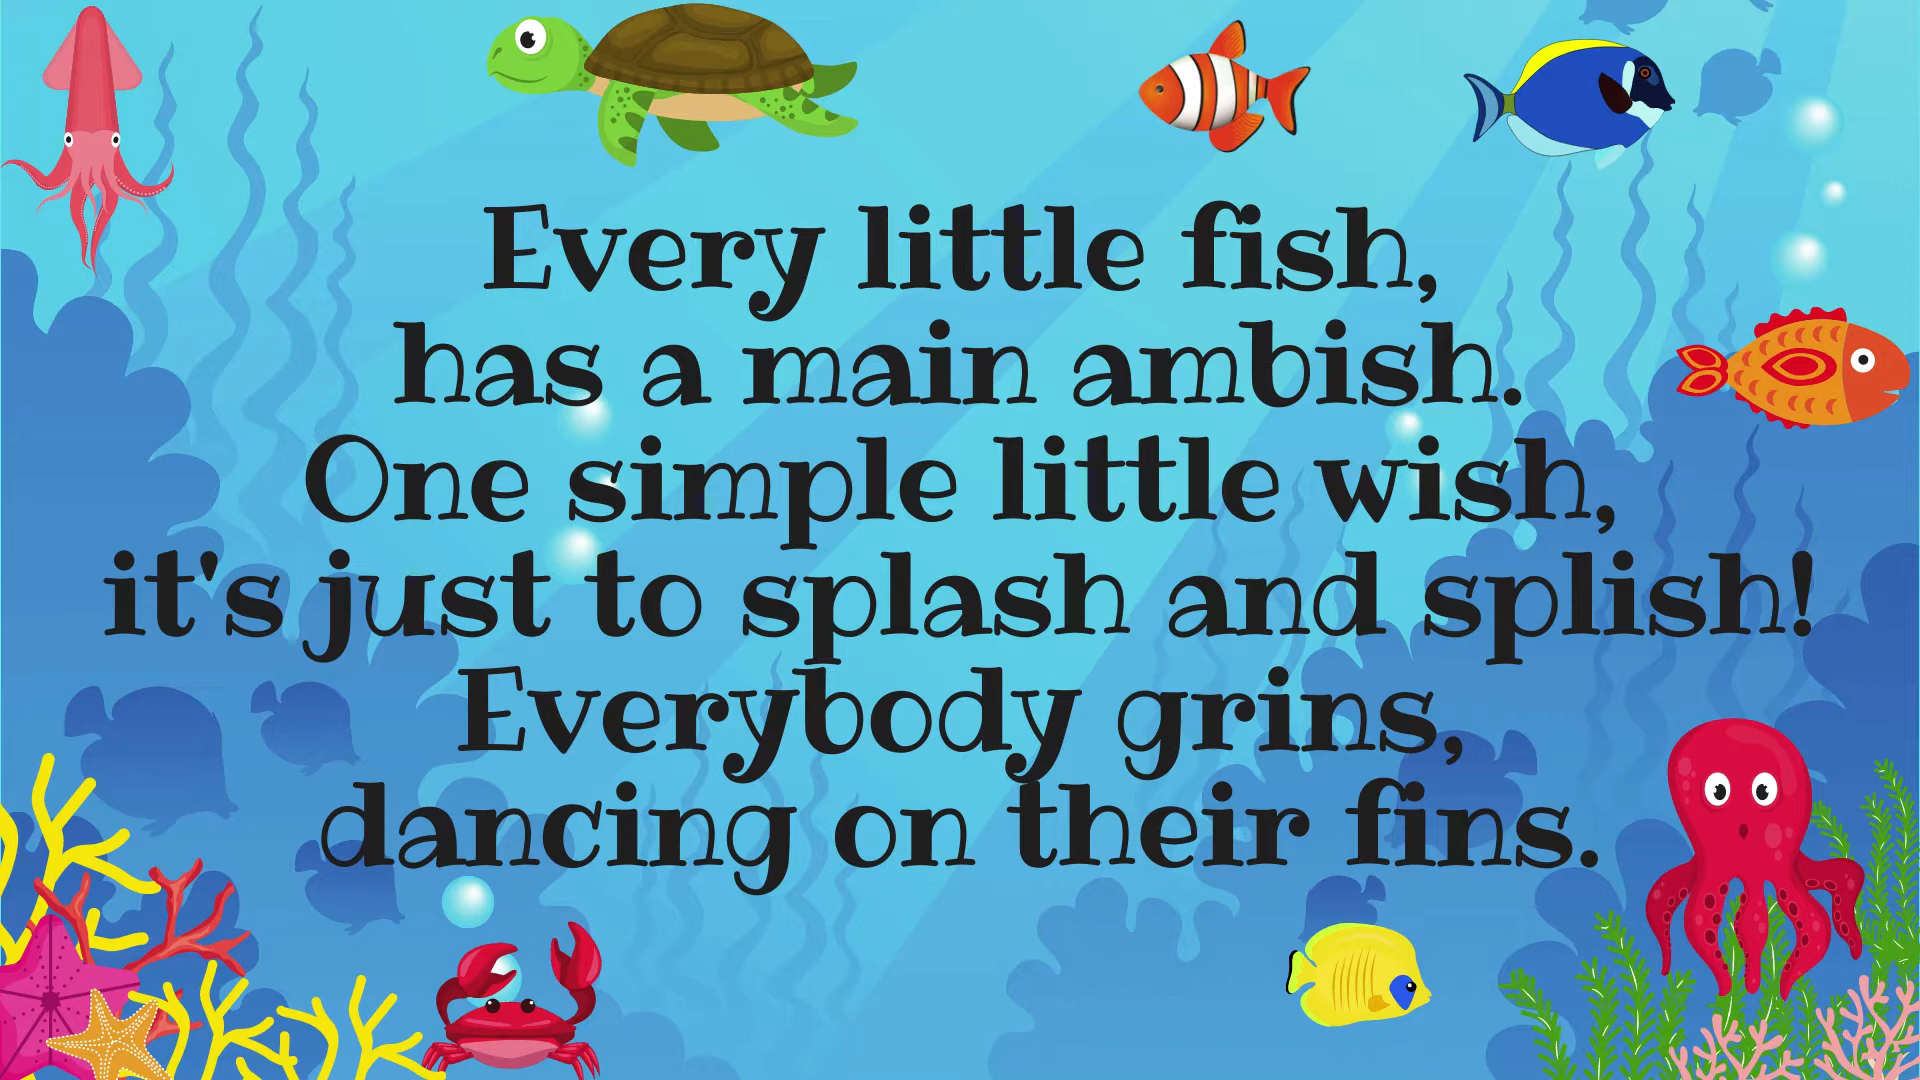 Every little fish,
has a main ambish.
One simple little wish,
it's just to splash and splish!
Everybody grins,
dancing on their fins.